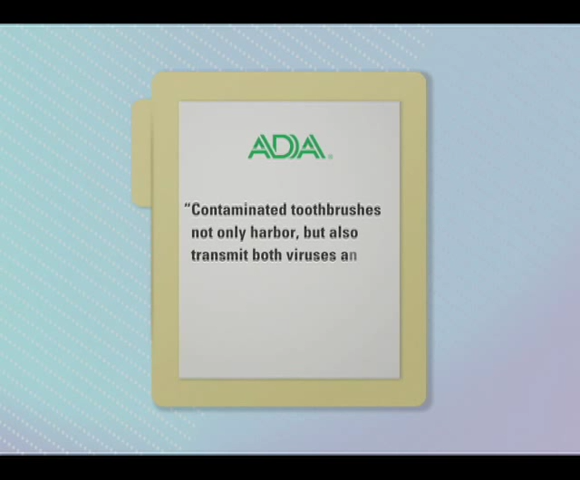 ADA®
“Contaminated toothbrushes
not only harbor, but also
transmit both viruses an